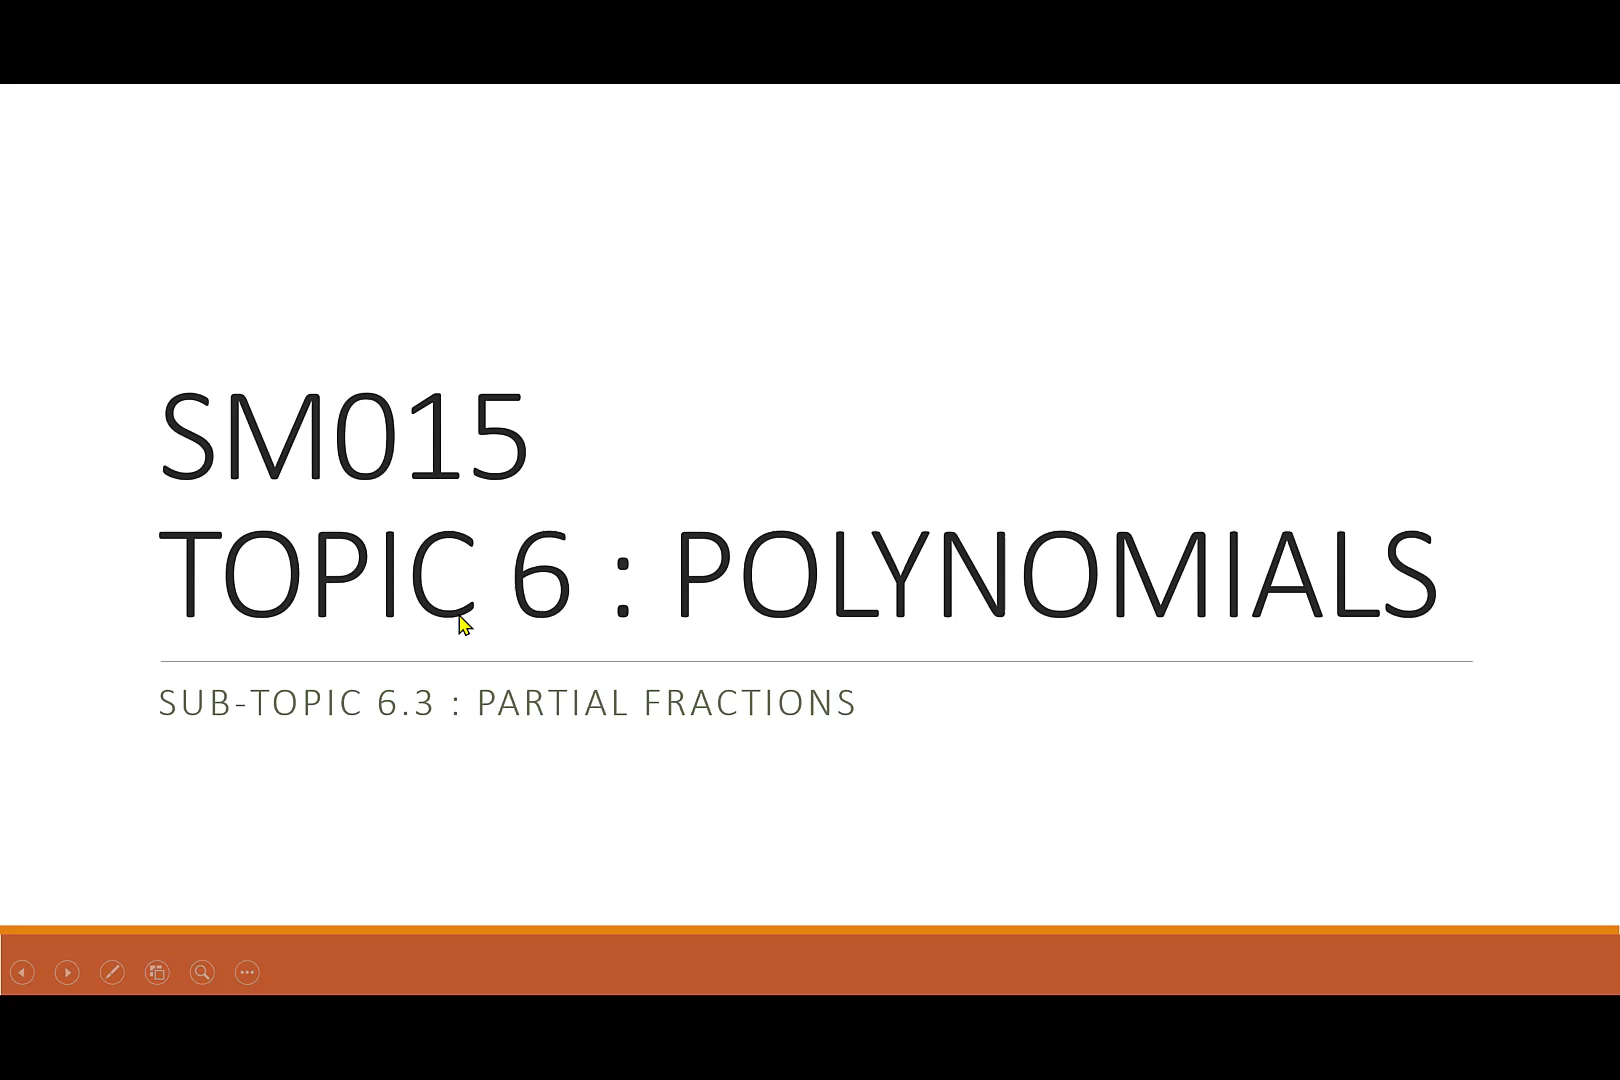 SM015
TOPIC 6 : POLYNOMIALS
SUB-TOPIC 6.3 : PARTIAL FRACTIONS